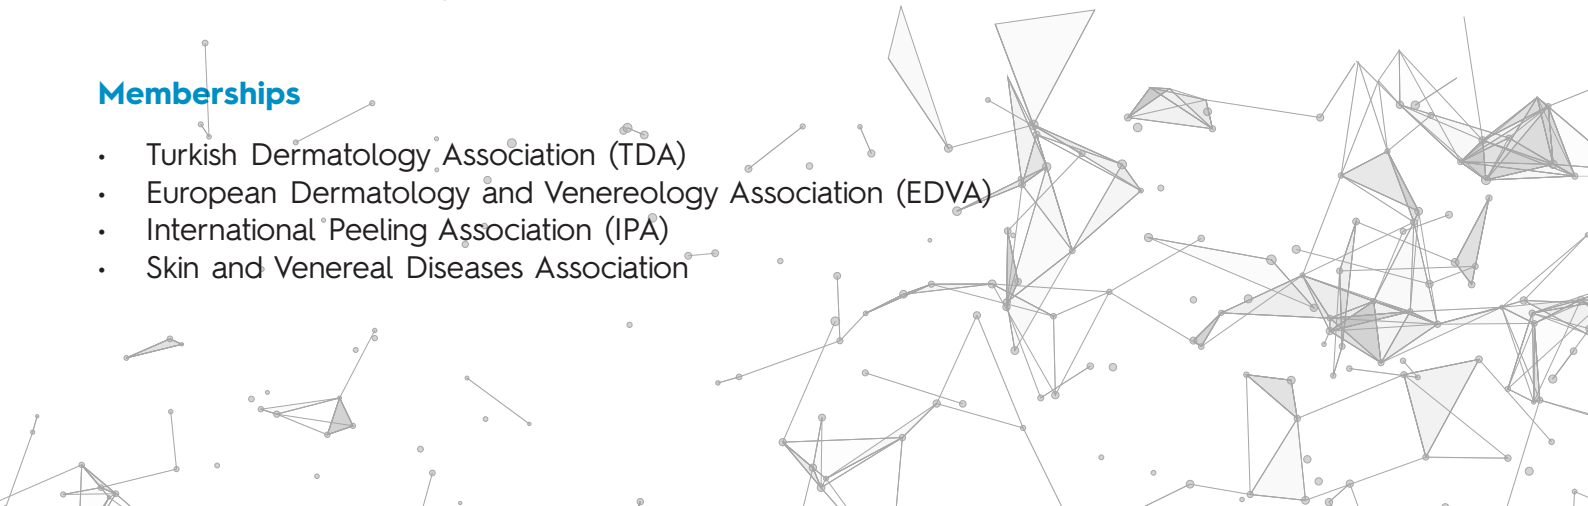 Memberships
• Turkish Dermatology Association (TDA)
• European Dermatology and Venereology Association (EDVA)
• International Peeling Association (IPA)
• Skin and Venereal Diseases Association